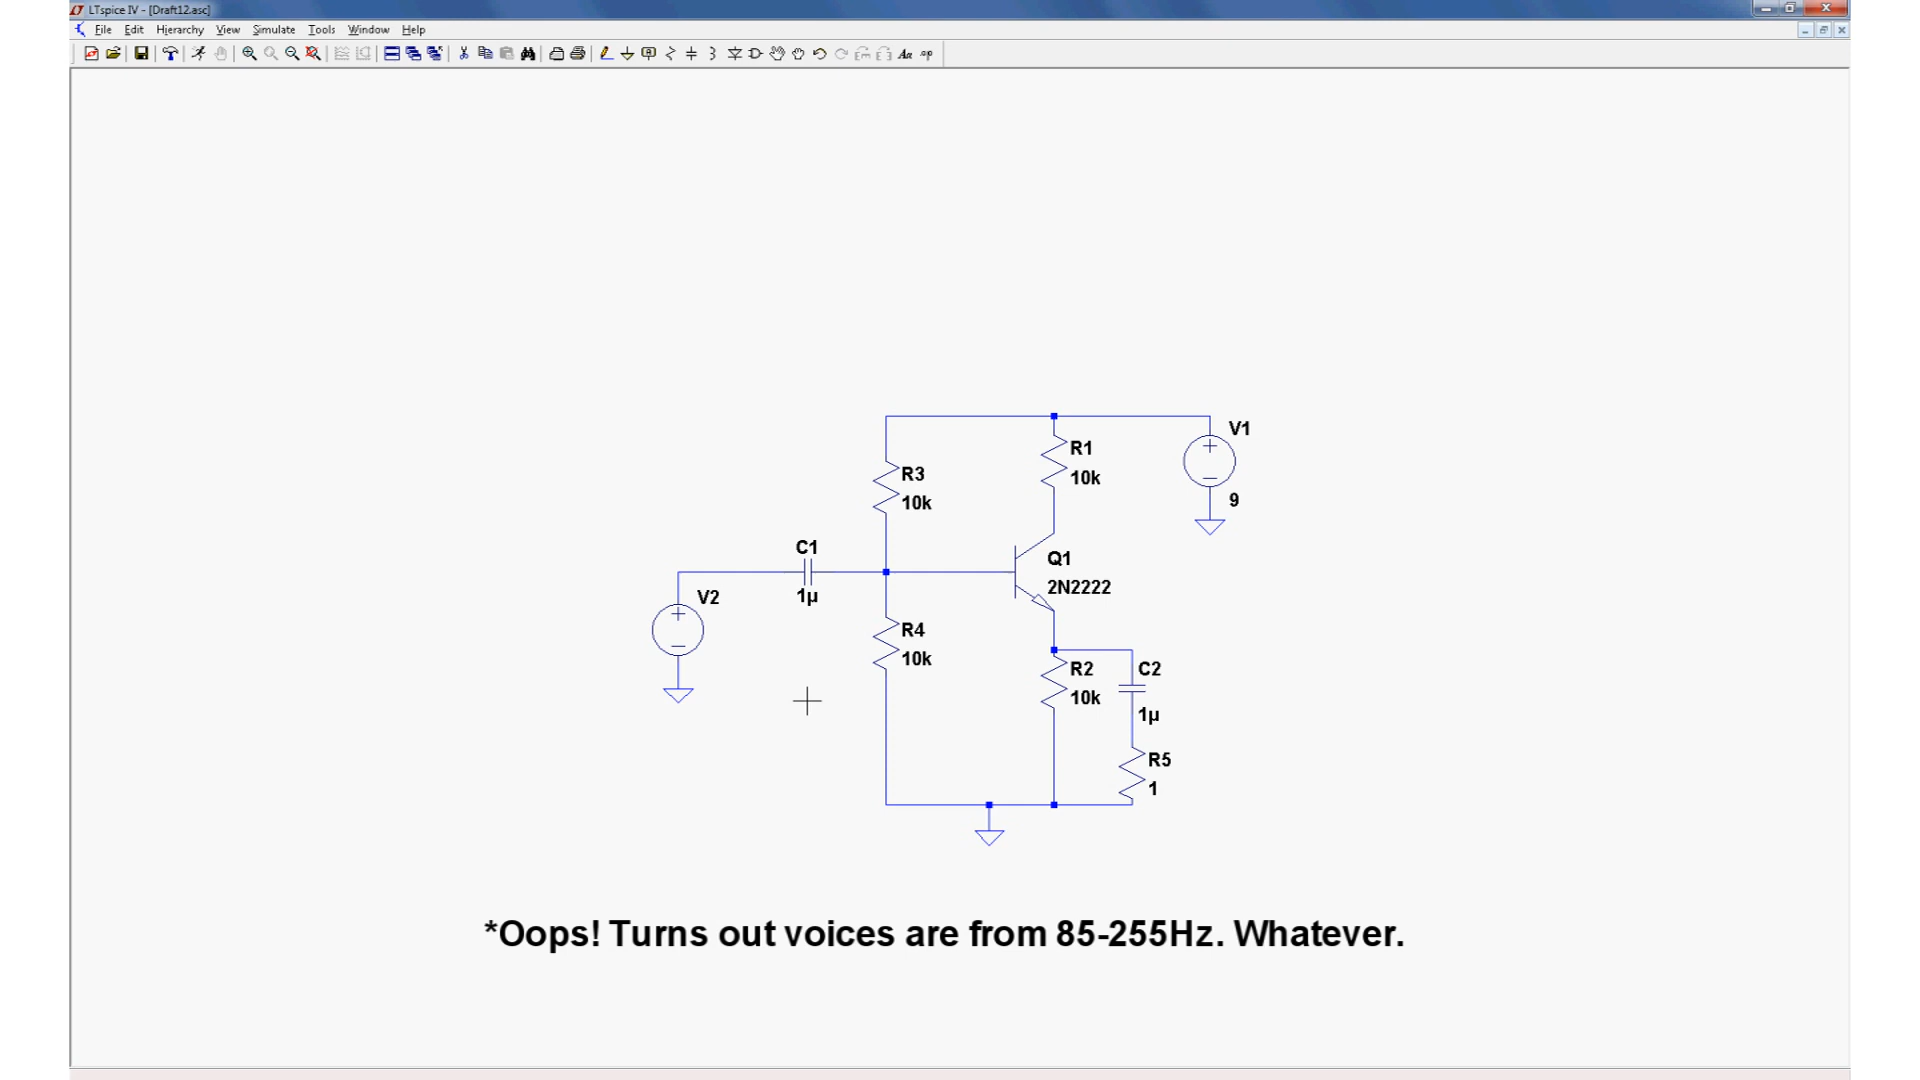 LTspice IV - [Draft12.asc]
File Edit Hierarchy View Simulate Tools Window Help
V1
R1
R3
10k
10k
9
C1
Q1
2N2222
V2
1µ
R4
10k
R2
C2
10k
1µ
R5
1
*Oops! Turns out voices are from 85-255Hz. Whatever.